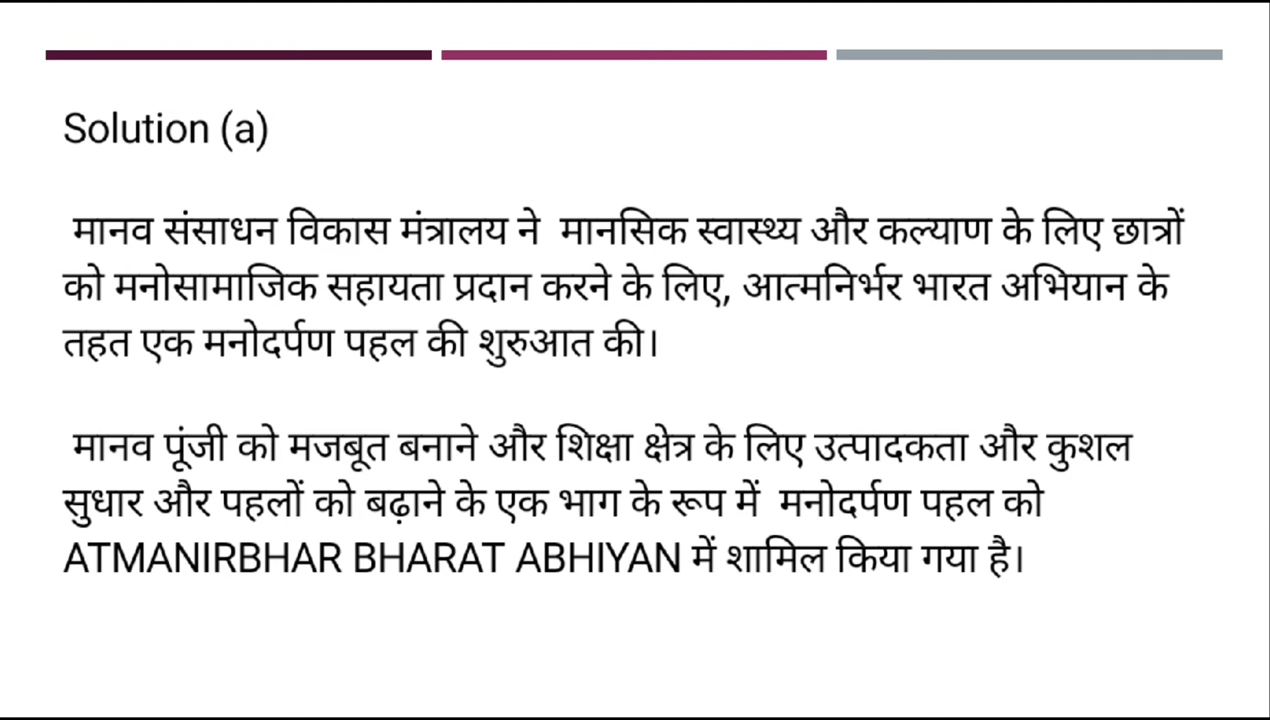 Solution (a)
मानव संसाधन विकास मंत्रालय ने मानसिक स्वास्थ्य और कल्याण के लिए छात्रों
को मनोसामाजिक सहायता प्रदान करने के लिए, आत्मनिर्भर भारत अभियान के
तहत एक मनोदर्पण पहल की शुरुआत की।
मानव पूंजी को मजबूत बनाने और शिक्षा क्षेत्र के लिए उत्पादकता और कुशल
सुधार और पहलों को बढ़ाने के एक भाग के रूप में मनोदर्पण पहल को
ATMANIRBHAR BHARAT ABHIYAN में शामिल किया गया है।